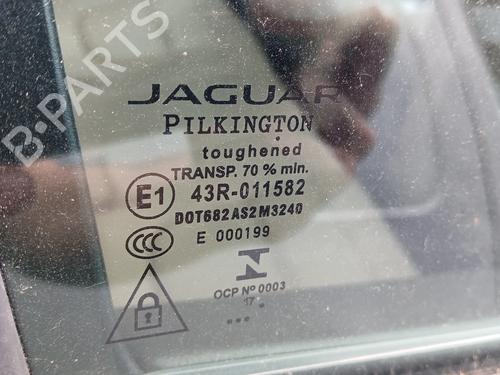 B·PARTS
JAGUAR
PILKINGTON
toughened
TRANSP. 70 % min.
E1 43R-011582
DOT682AS2M3240
CCC E 000199
N
OCP Nº 0003
17